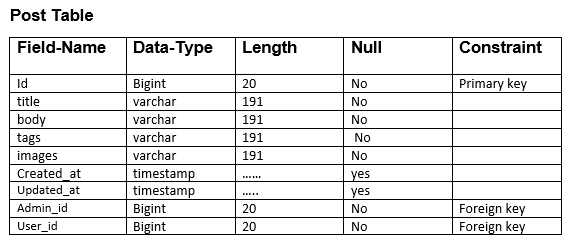 Post Table
Field-Name Data-Type Length Null Constraint
Id Bigint 20 No Primary key
title varchar 191 No
body varchar 191 No
tags varchar 191 No
images varchar 191 No
Created_at timestamp ...... yes
Updated_at timestamp ..... yes
Admin_id Bigint 20 No Foreign key
User_id Bigint 20 No Foreign key